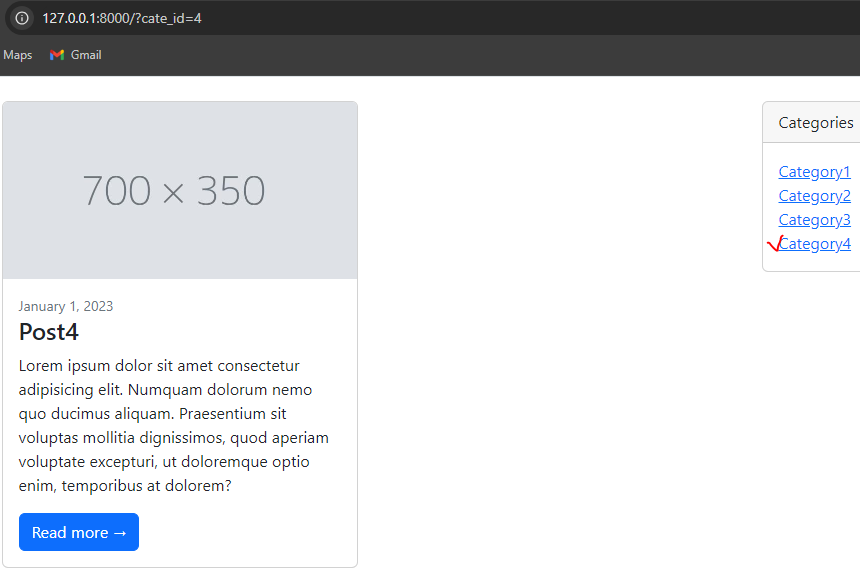 127.0.0.1:8000/?cate_id=4
Maps Gmail
700 × 350
January 1, 2023
Post4
Lorem ipsum dolor sit amet consectetur
adipisicing elit. Numquam dolorum nemo
quo ducimus aliquam. Praesentium sit
voluptas mollitia dignissimos, quod aperiam
voluptate excepturi, ut doloremque optio
enim, temporibus at dolorem?
Read more →
Categories
Category1
Category2
Category3
Category4